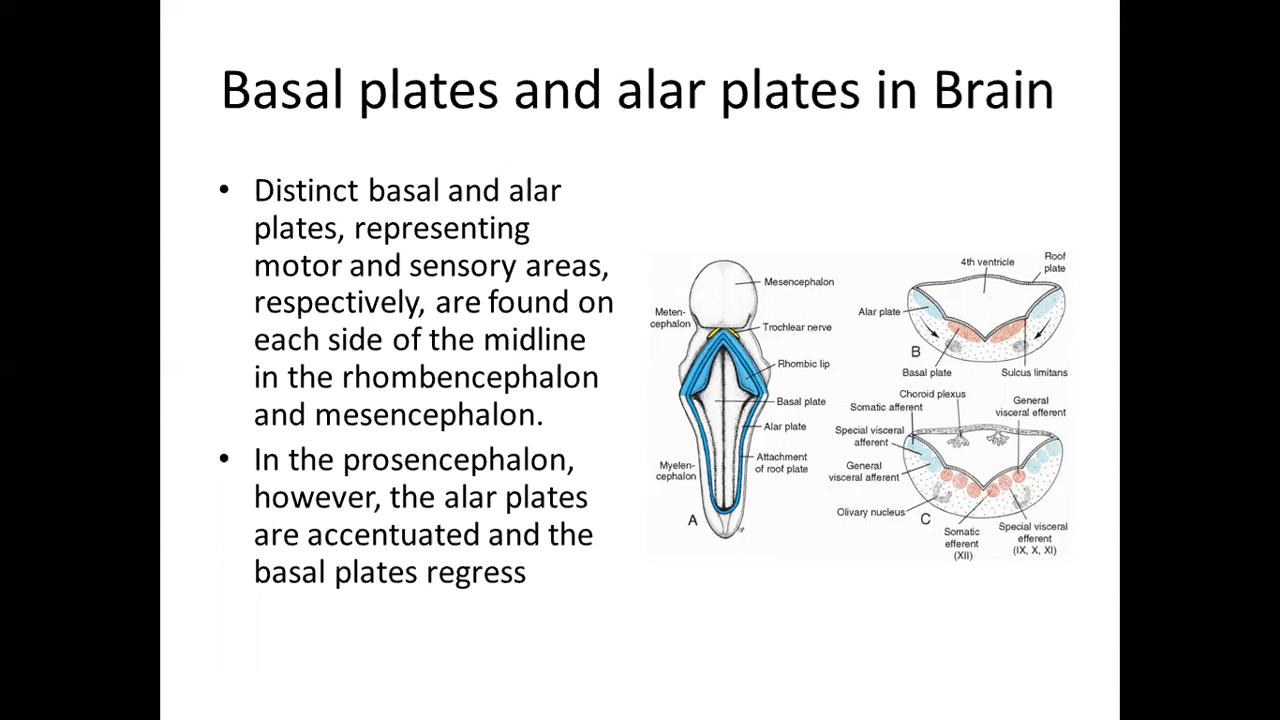 Basal plates and alar plates in Brain
• Distinct basal and alar
plates, representing
motor and sensory areas,
respectively, are found on
each side of the midline
in the rhombencephalon
and mesencephalon.
• In the prosencephalon,
however, the alar plates
are accentuated and the
basal plates regress
Mesencephalon
Meten-
cephalon
Trochlear nerve
Rhombic lip
Basal plate
Alar plate
Attachment
of roof plate
Myelen-
cephalon
A
4th ventricle
Roof
plate
Alar plate
B
Basal plate
Sulcus limitans
Choroid plexus
Somatic afferent
General
visceral efferent
Special visceral
afferent
General
visceral afferent
Olivary nucleus
C
Somatic
efferent
(XII)
Special visceral
efferent
(IX, X, XI)